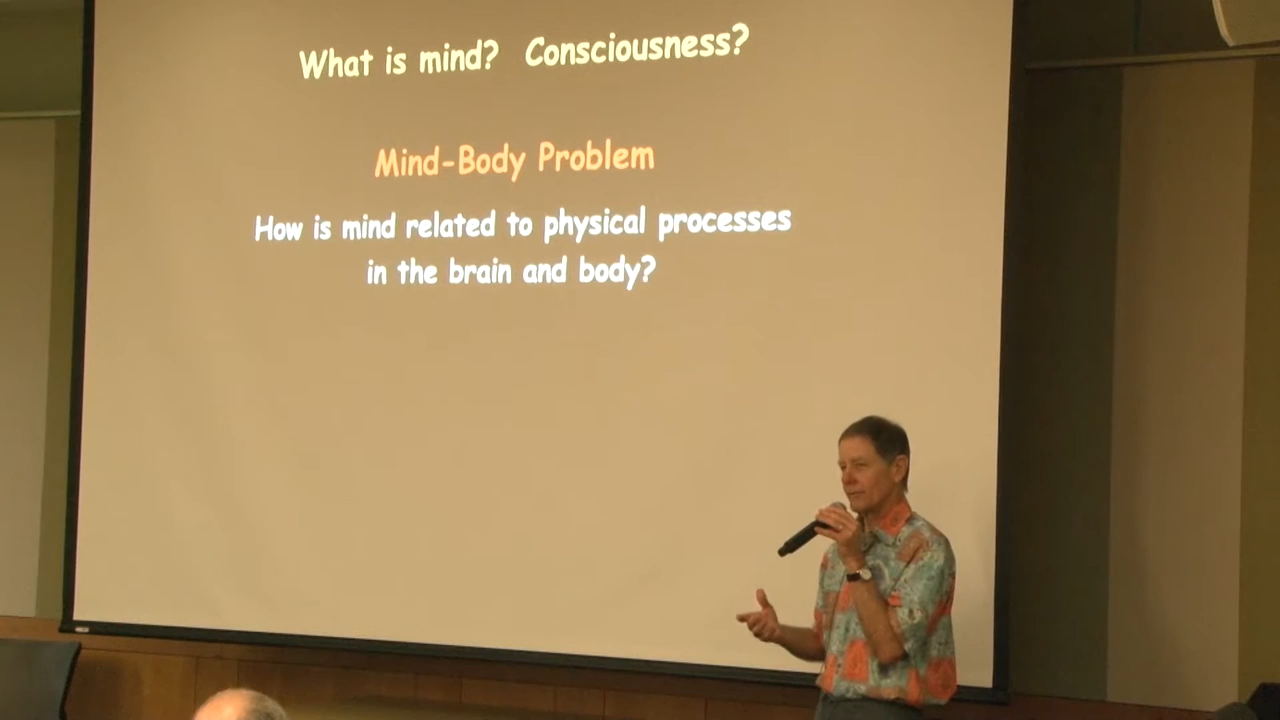 What is mind? Consciousness?
Mind-Body Problem
How is mind related to physical processes
in the brain and body?